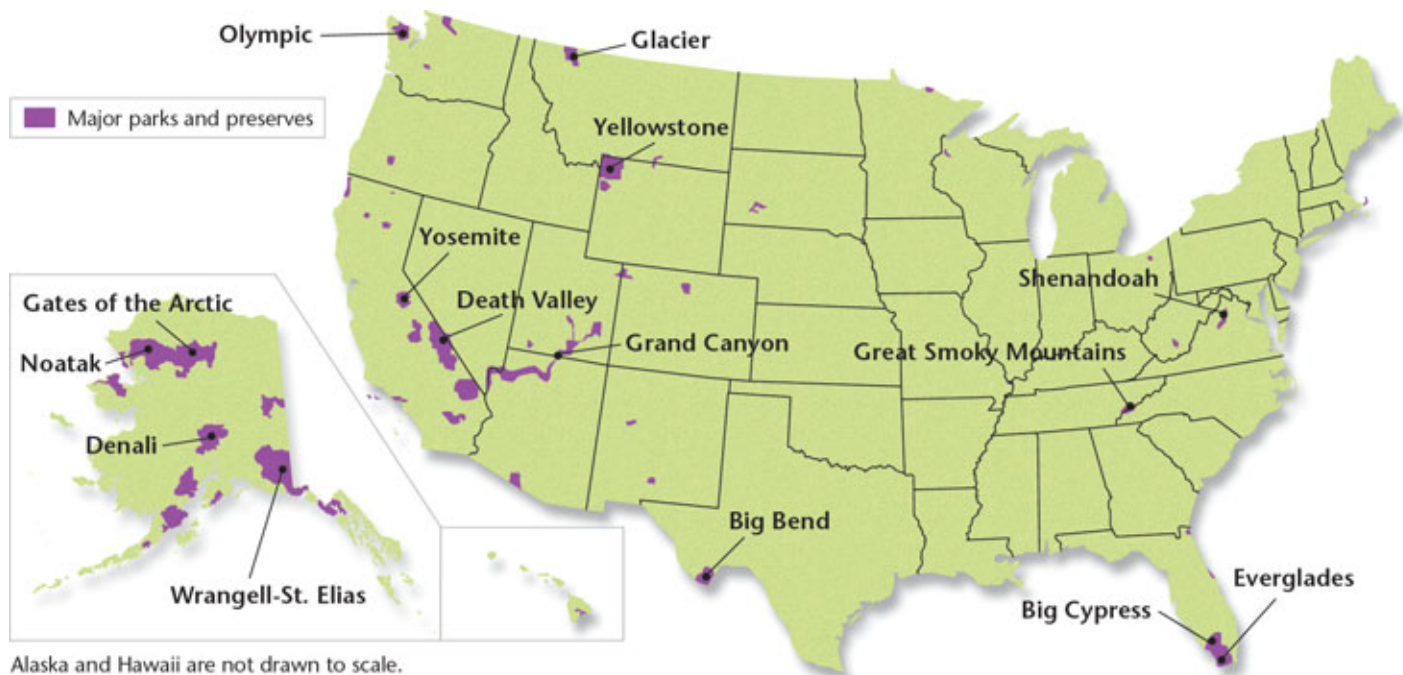 Olympic
Glacier
Major parks and preserves
Yellowstone
Yosemite
Shenandoah
Gates of the Arctic
Death Valley
Noatak
Grand Canyon
Great Smoky Mountains
Denali
Big Bend
Wrangell-St. Elias
Everglades
Big Cypress
Alaska and Hawaii are not drawn to scale.